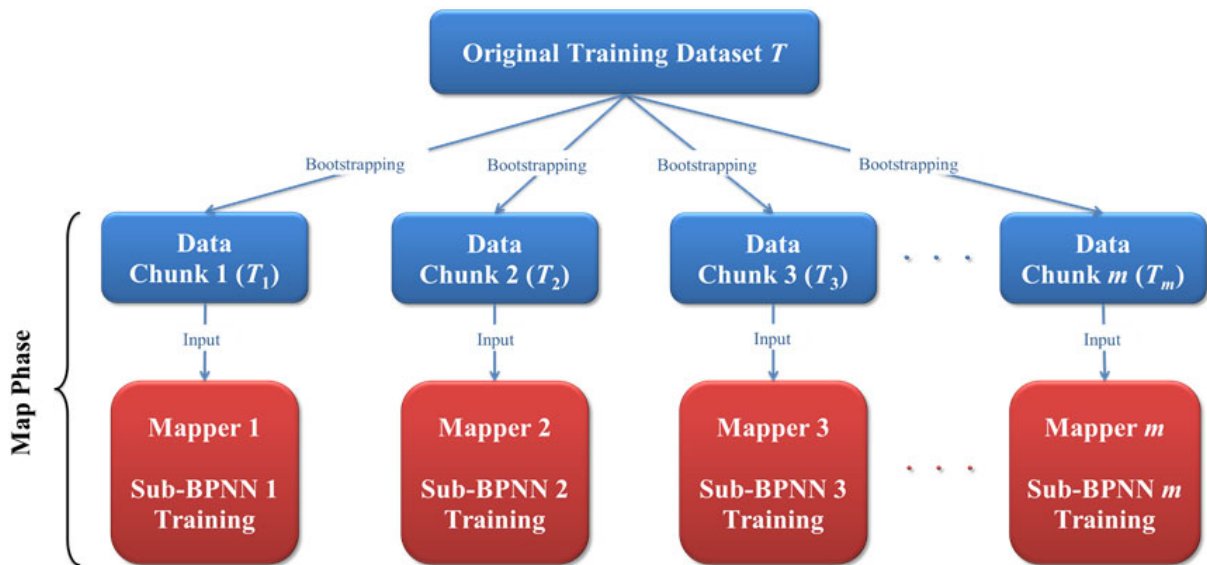 Original Training Dataset T
Bootstrapping
Bootstrapping
Bootstrapping
Bootstrapping
Map Phase
Data
Chunk 1 (T₁)
Data
Chunk 2 (T₂)
Data
Chunk 3 (T₃)
. . .
Data
Chunk m (Tₘ)
Input
Input
Input
Input
Mapper 1
Sub-BPNN 1
Training
Mapper 2
Sub-BPNN 2
Training
Mapper 3
Sub-BPNN 3
Training
. . .
Mapper m
Sub-BPNN m
Training